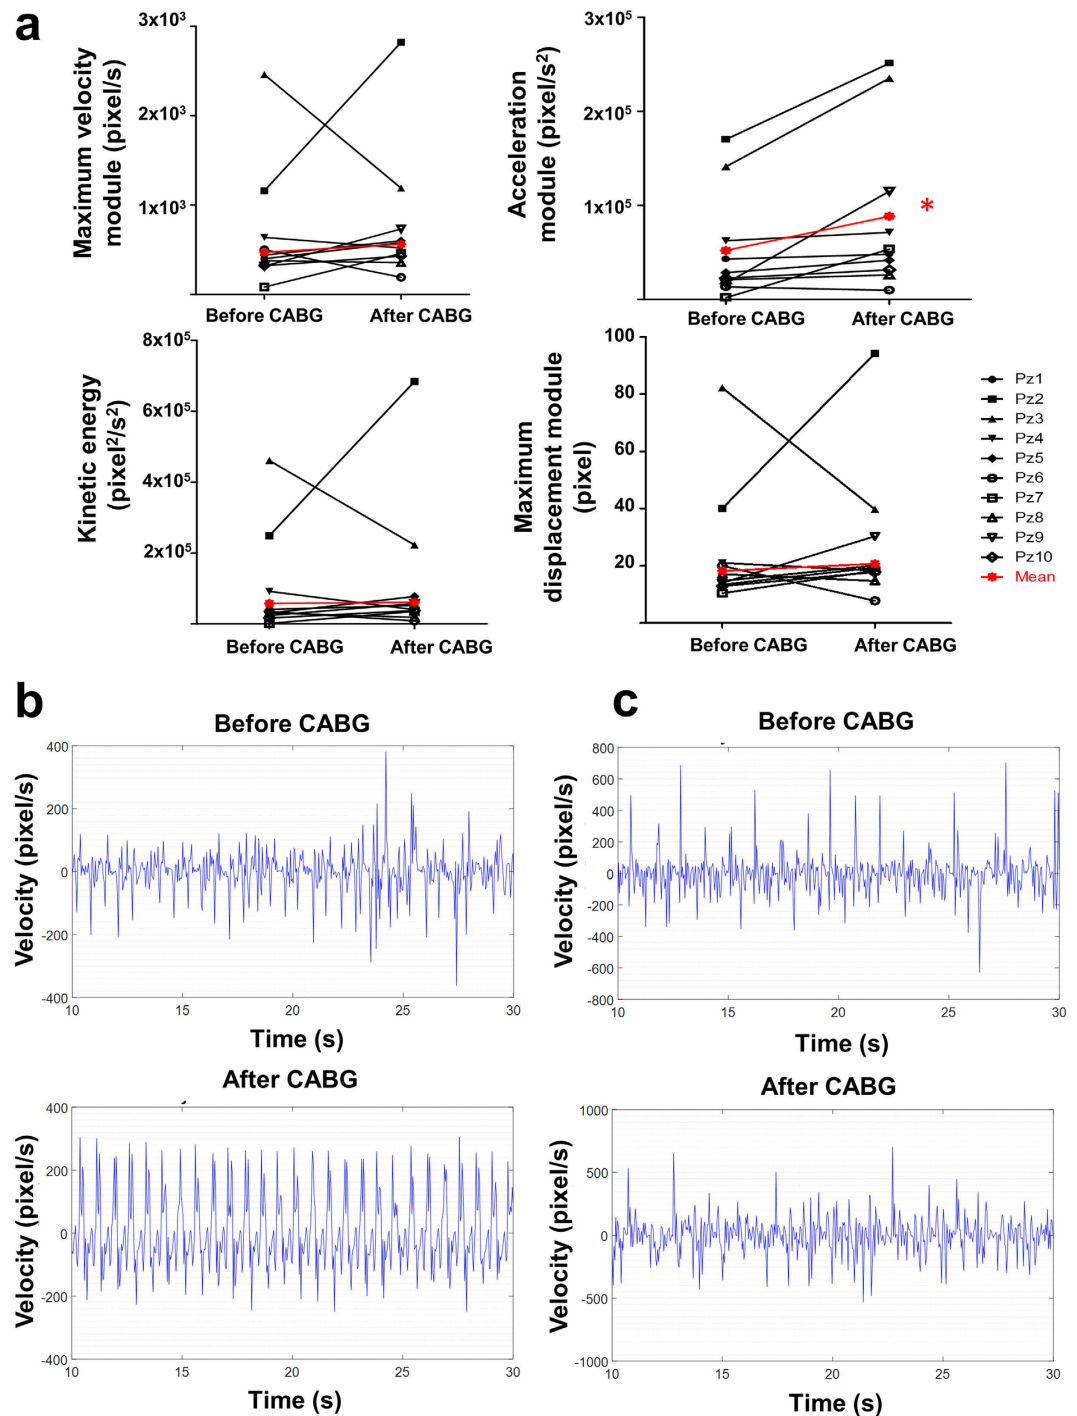 a
Maximum velocity
module (pixel/s)
3x10³
2x10³
1x10³
Before CABG After CABG
Acceleration
module (pixel/s²)
3x10⁵
2x10⁵
1x10⁵
*
Before CABG After CABG
Kinetic energy
(pixel²/s²)
8x10⁵
6x10⁵
4x10⁵
2x10⁵
Before CABG After CABG
Maximum
displacement module
(pixel)
100
80
60
40
20
Before CABG After CABG
Pz1
Pz2
Pz3
Pz4
Pz5
Pz6
Pz7
Pz8
Pz9
Pz10
Mean
b
Before CABG
Velocity (pixel/s)
400
200
0
-200
-400
10 15 20 25 30
Time (s)
After CABG
Velocity (pixel/s)
400
200
0
-200
-400
10 15 20 25 30
Time (s)
c
Before CABG
Velocity (pixel/s)
800
600
400
200
0
-200
-400
-600
-800
10 15 20 25 30
Time (s)
After CABG
Velocity (pixel/s)
1000
500
0
-500
-1000
10 15 20 25 30
Time (s)